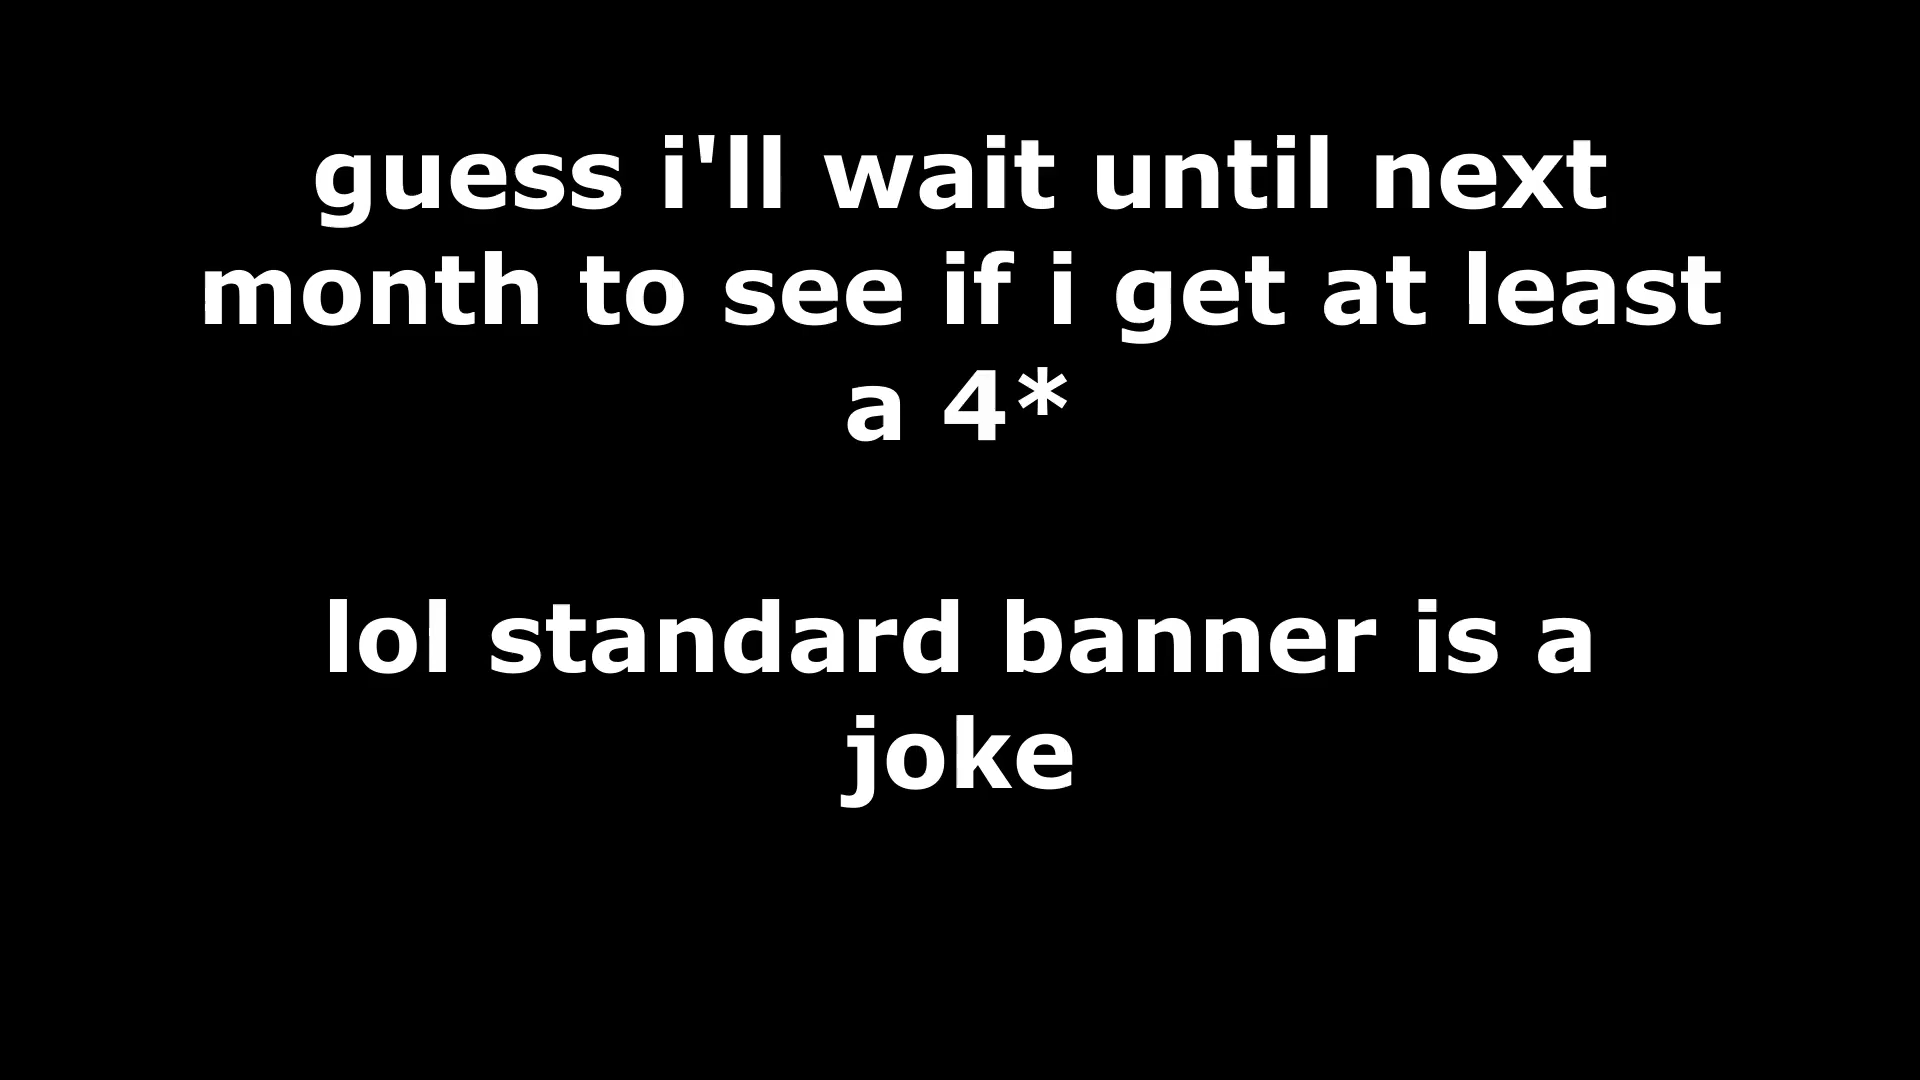 guess i'll wait until next
month to see if i get at least
a 4*
lol standard banner is a
joke